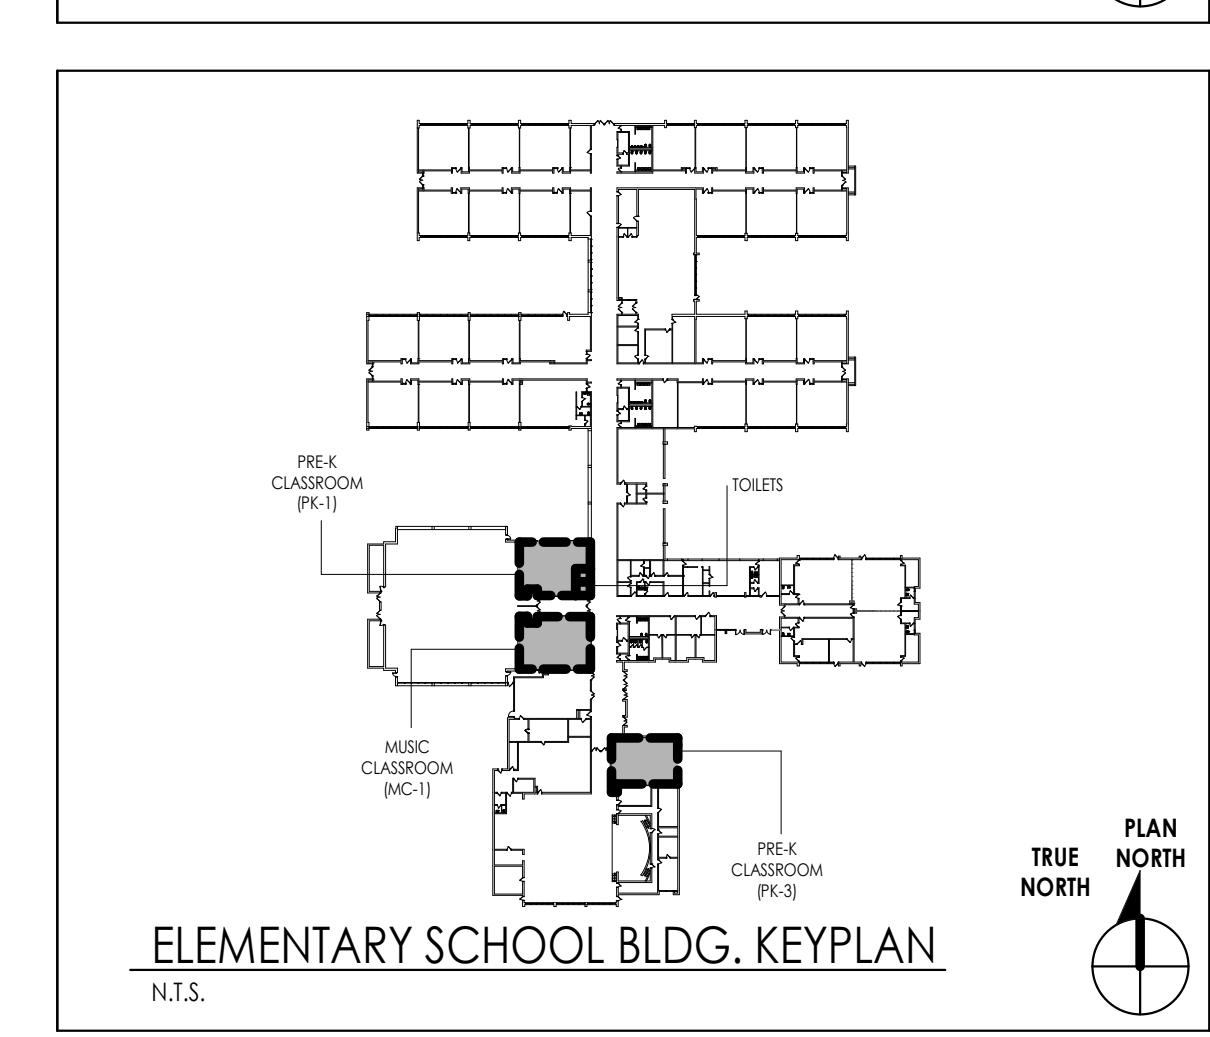 PRE-K
CLASSROOM
(PK-1)
TOILETS
MUSIC
CLASSROOM
(MC-1)
PRE-K
CLASSROOM
(PK-3)
PLAN
NORTH
TRUE
NORTH
ELEMENTARY SCHOOL BLDG. KEYPLAN
N.T.S.